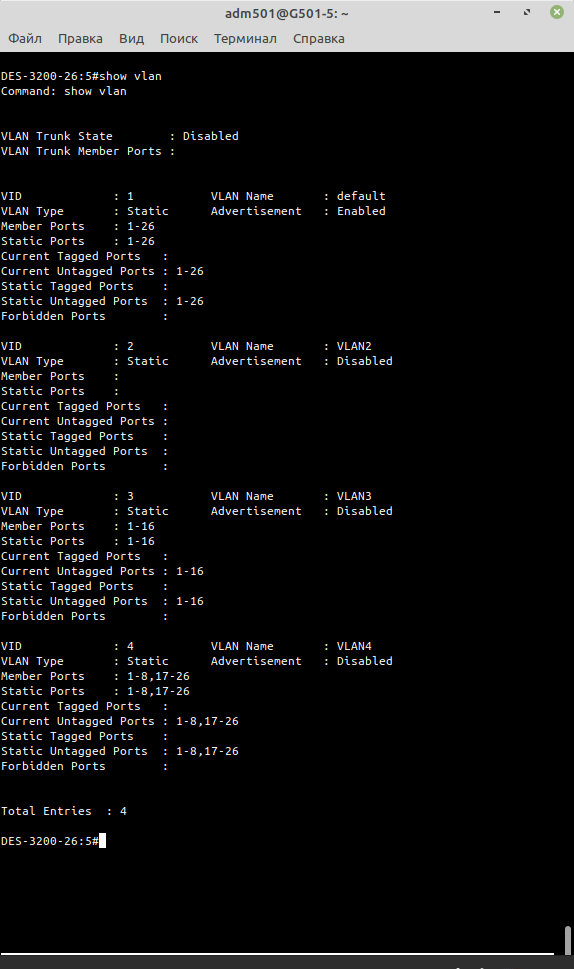 adm501@G501-5: ~
Файл Правка Вид Поиск Терминал Справка
DES-3200-26:5#show vlan
Command: show vlan
VLAN Trunk State : Disabled
VLAN Trunk Member Ports :
VID : 1 VLAN Name : default
VLAN Type : Static Advertisement : Enabled
Member Ports : 1-26
Static Ports : 1-26
Current Tagged Ports :
Current Untagged Ports : 1-26
Static Tagged Ports :
Static Untagged Ports : 1-26
Forbidden Ports :
VID : 2 VLAN Name : VLAN2
VLAN Type : Static Advertisement : Disabled
Member Ports :
Static Ports :
Current Tagged Ports :
Current Untagged Ports :
Static Tagged Ports :
Static Untagged Ports :
Forbidden Ports :
VID : 3 VLAN Name : VLAN3
VLAN Type : Static Advertisement : Disabled
Member Ports : 1-16
Static Ports : 1-16
Current Tagged Ports :
Current Untagged Ports : 1-16
Static Tagged Ports :
Static Untagged Ports : 1-16
Forbidden Ports :
VID : 4 VLAN Name : VLAN4
VLAN Type : Static Advertisement : Disabled
Member Ports : 1-8,17-26
Static Ports : 1-8,17-26
Current Tagged Ports :
Current Untagged Ports : 1-8,17-26
Static Tagged Ports :
Static Untagged Ports : 1-8,17-26
Forbidden Ports :
Total Entries : 4
DES-3200-26:5#